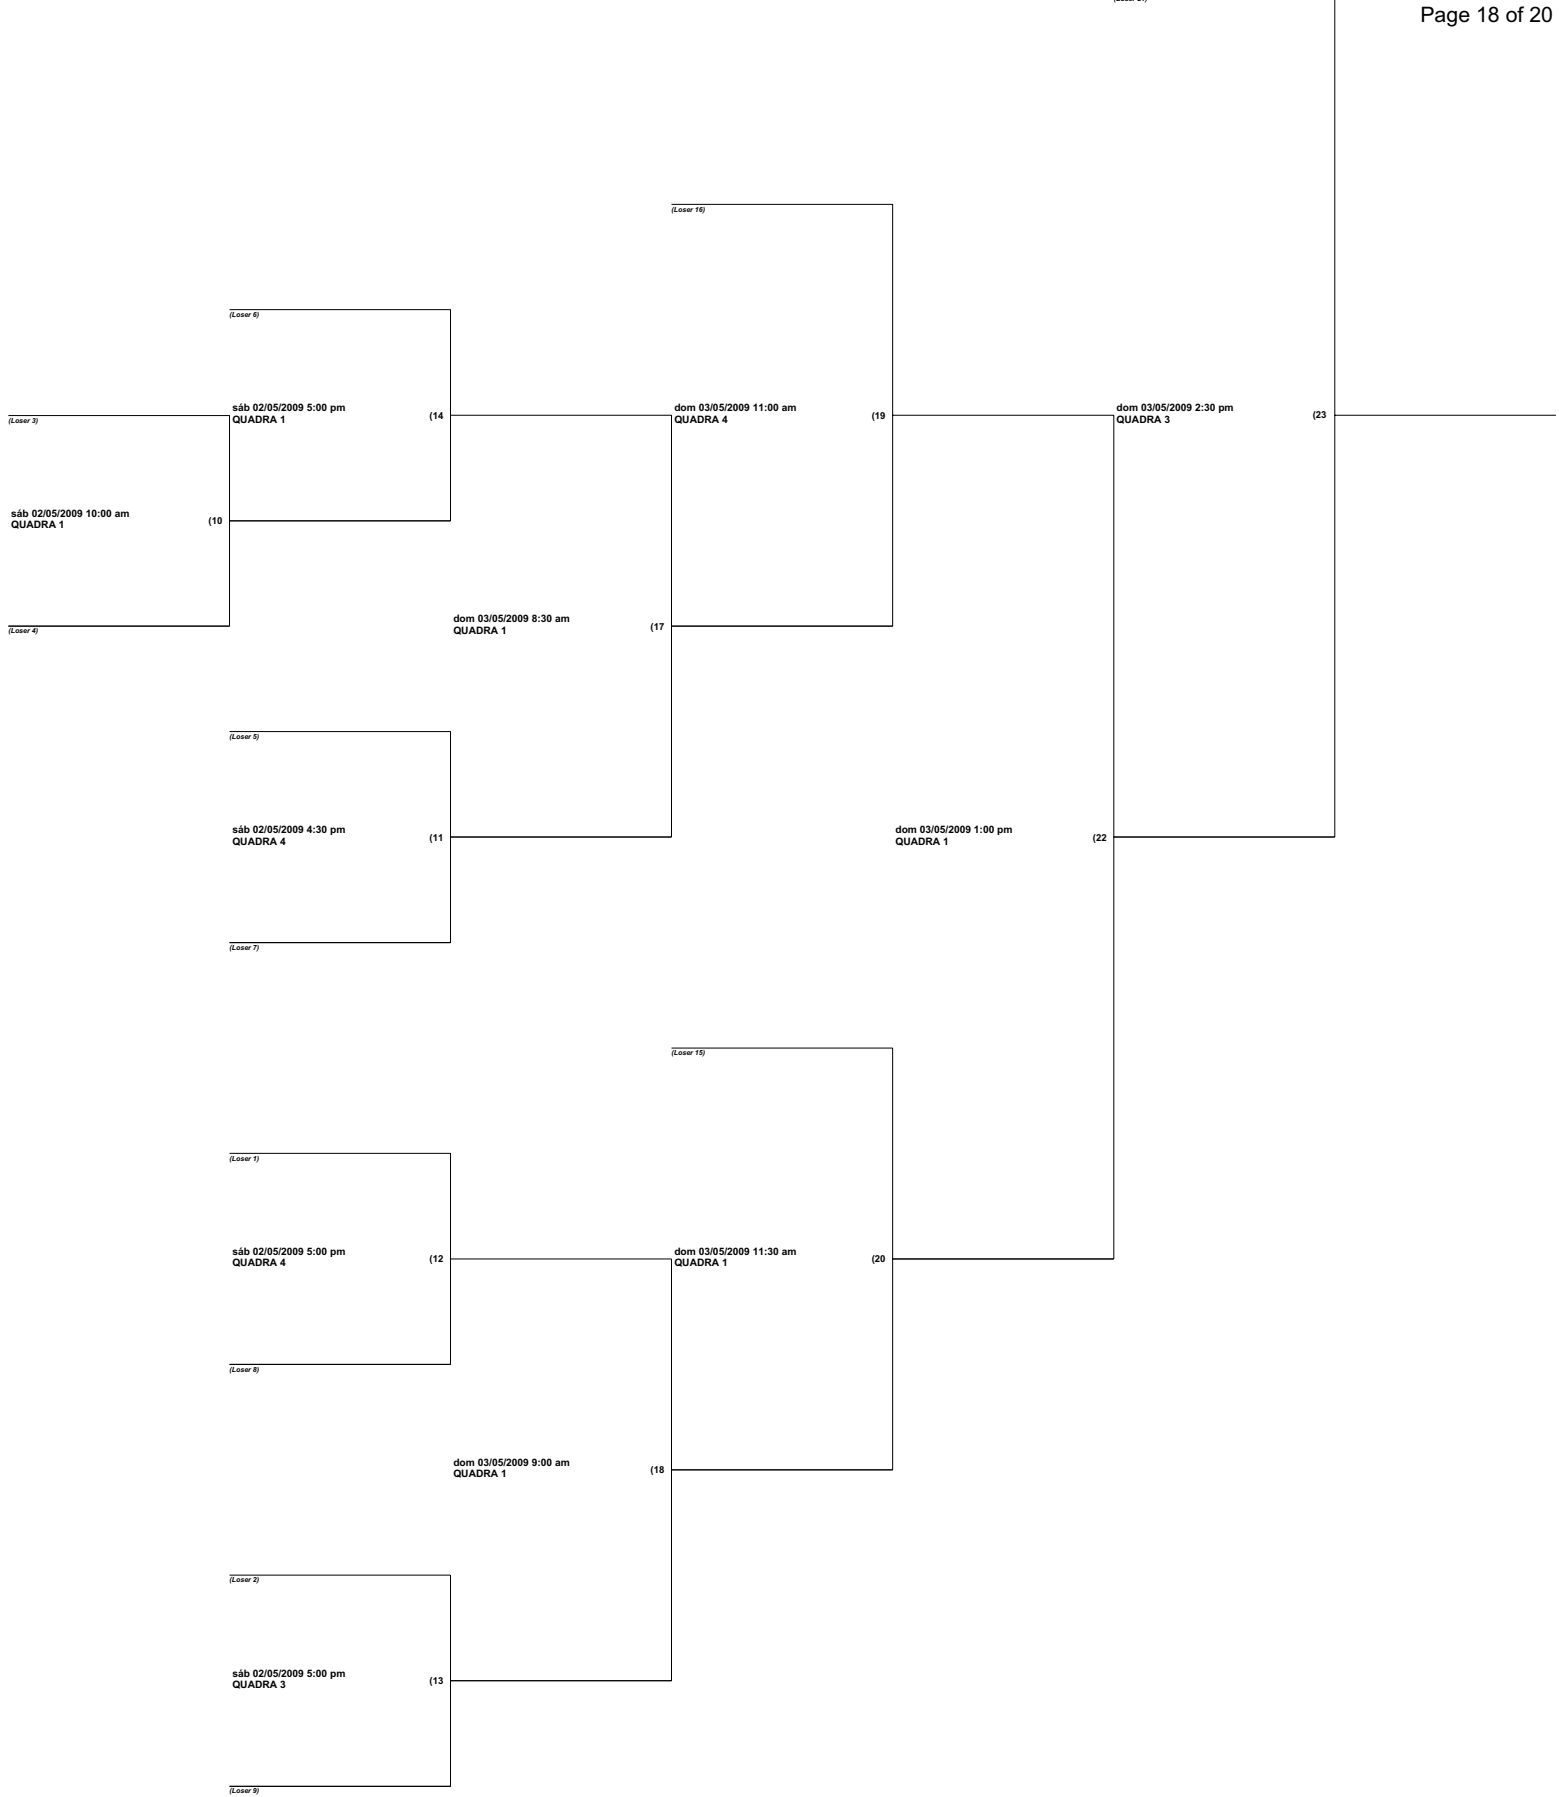 Page 18 of 20
(Loser 16)
(Loser 6)
sáb 02/05/2009 5:00 pm
QUADRA 1
(14
dom 03/05/2009 11:00 am
QUADRA 4
(19
dom 03/05/2009 2:30 pm
QUADRA 3
(23
(Loser 3)
sáb 02/05/2009 10:00 am
QUADRA 1
(10
dom 03/05/2009 8:30 am
QUADRA 1
(17
(Loser 4)
(Loser 5)
sáb 02/05/2009 4:30 pm
QUADRA 4
(11
dom 03/05/2009 1:00 pm
QUADRA 1
(22
(Loser 7)
(Loser 15)
(Loser 1)
sáb 02/05/2009 5:00 pm
QUADRA 4
(12
dom 03/05/2009 11:30 am
QUADRA 1
(20
(Loser 8)
dom 03/05/2009 9:00 am
QUADRA 1
(18
(Loser 2)
sáb 02/05/2009 5:00 pm
QUADRA 3
(13
(Loser 9)